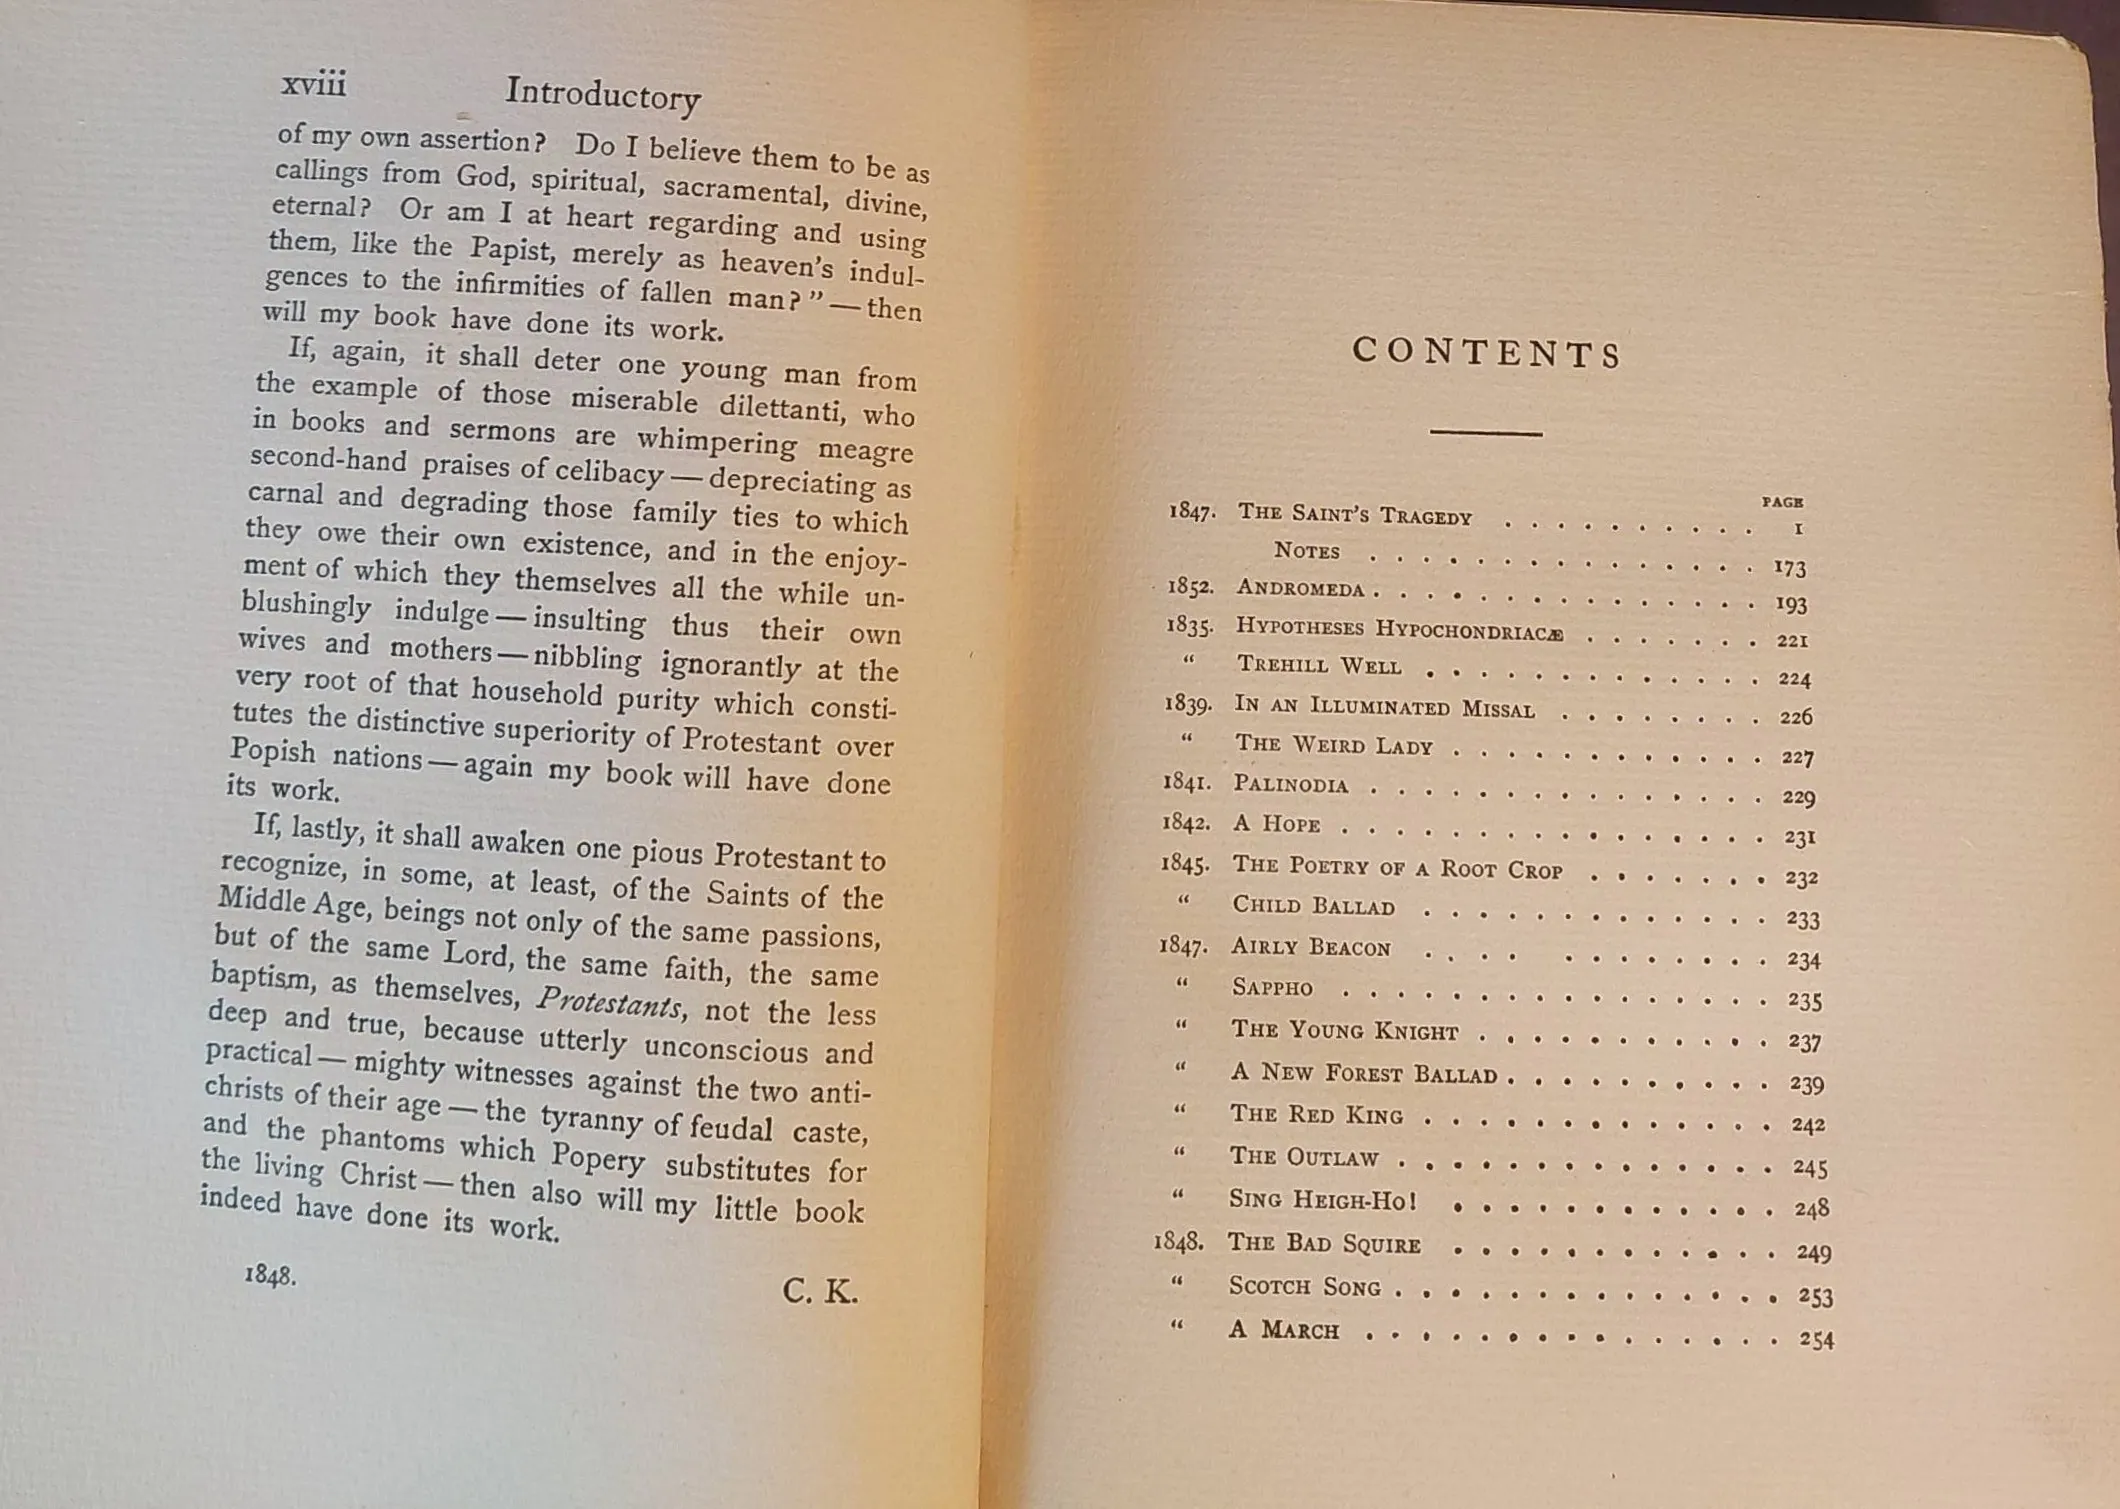 xviii Introductory
of my own assertion? Do I believe them to be as
callings from God, spiritual, sacramental, divine,
eternal? Or am I at heart regarding and using
them, like the Papist, merely as heaven's indul-
gences to the infirmities of fallen man?"—then
will my book have done its work.
If, again, it shall deter one young man from
the example of those miserable dilettanti, who
in books and sermons are whimpering meagre
second-hand praises of celibacy—depreciating as
carnal and degrading those family ties to which
they owe their own existence, and in the enjoy-
ment of which they themselves all the while un-
blushingly indulge—insulting thus their own
wives and mothers—nibbling ignorantly at the
very root of that household purity which consti-
tutes the distinctive superiority of Protestant over
Popish nations—again my book will have done
its work.
If, lastly, it shall awaken one pious Protestant to
recognize, in some, at least, of the Saints of the
Middle Age, beings not only of the same passions,
but of the same Lord, the same faith, the same
baptism, as themselves, Protestants, not the less
deep and true, because utterly unconscious and
practical—mighty witnesses against the two anti-
christs of their age—the tyranny of feudal caste,
and the phantoms which Popery substitutes for
the living Christ—then also will my little book
indeed have done its work.
1848. C. K.
CONTENTS
PAGE
1847. THE SAINT'S TRAGEDY . . . . . . . . . . 1
NOTES . . . . . . . . . . . . . . . 173
1852. ANDROMEDA . . . . . . . . . . . . . . . 193
1835. HYPOTHESES HYPOCHONDRIACÆ . . . . . . . 221
" TREHILL WELL . . . . . . . . . . . . . 224
1839. IN AN ILLUMINATED MISSAL . . . . . . . . 226
" THE WEIRD LADY . . . . . . . . . . . . 227
1841. PALINODIA . . . . . . . . . . . . . . . 229
1842. A HOPE . . . . . . . . . . . . . . . . 231
1845. THE POETRY OF A ROOT CROP . . . . . . . 232
" CHILD BALLAD . . . . . . . . . . . . . 233
1847. AIRLY BEACON . . . . . . . . . . . . 234
" SAPPHO . . . . . . . . . . . . . . . . 235
" THE YOUNG KNIGHT . . . . . . . . . . . 237
" A NEW FOREST BALLAD . . . . . . . . . . 239
" THE RED KING . . . . . . . . . . . . . 242
" THE OUTLAW . . . . . . . . . . . . . . 245
" SING HEIGH-HO! . . . . . . . . . . . . 248
1848. THE BAD SQUIRE . . . . . . . . . . . . 249
" SCOTCH SONG . . . . . . . . . . . . . . 253
" A MARCH . . . . . . . . . . . . . . . 254